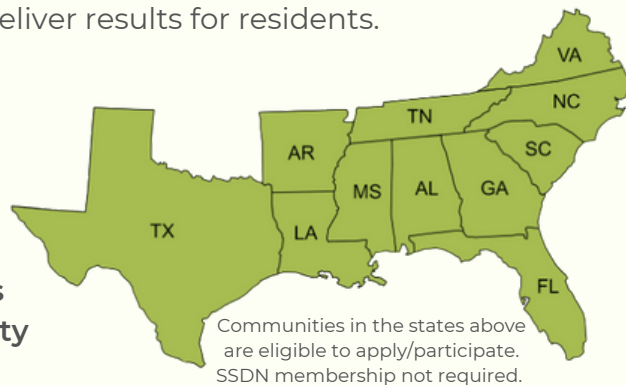 eliver results for residents.
VA
NC
TN
SC
AR
MS
AL
GA
TX
LA
FL
s
ty
Communities in the states above
are eligible to apply/participate.
SSDN membership not required.